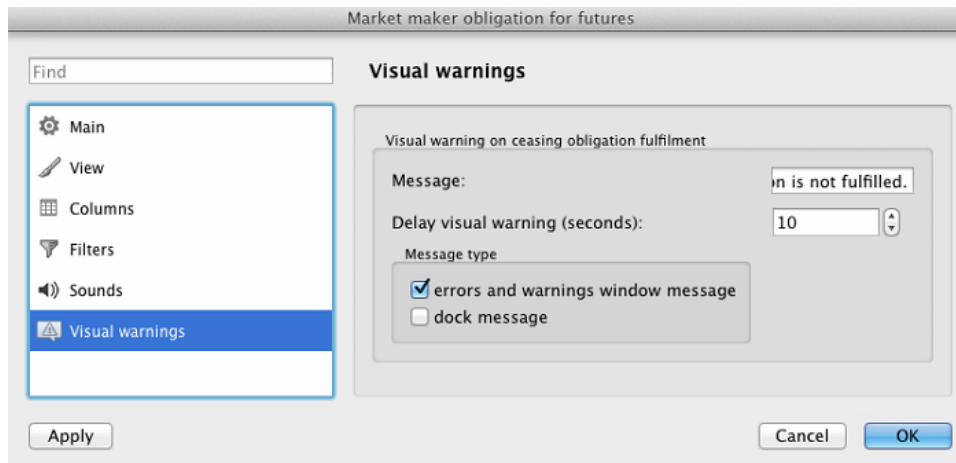 Market maker obligation for futures
Find
Visual warnings
Main
View
Columns
Filters
Sounds
Visual warnings
Visual warning on ceasing obligation fulfilment
Message: on is not fulfilled.
Delay visual warning (seconds): 10
Message type
errors and warnings window message
dock message
Apply Cancel OK